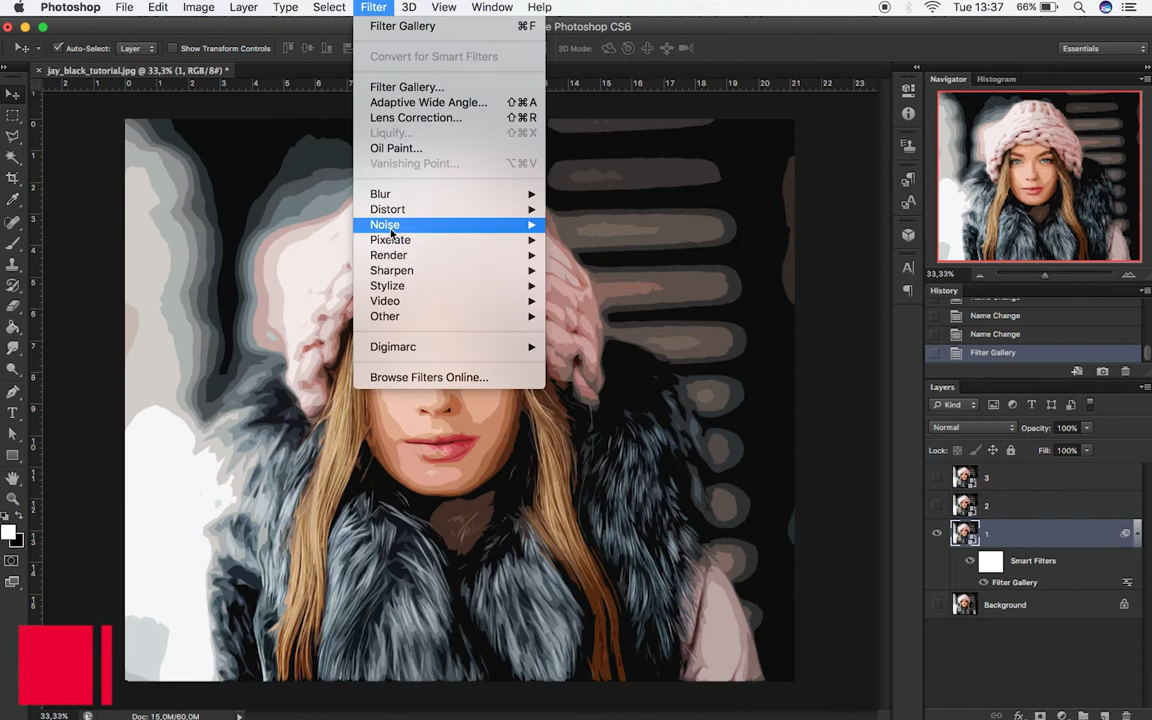 Photoshop File Edit Image Layer Type Select Filter 3D View Window Help 66% Tue 13:37
e Photoshop CS6
Auto-Select: Layer Show Transform Controls 3D Mode: Essentials
× jay_black_tutorial.jpg @ 33,3% (1, RGB/8#) *
Filter Gallery ⌘F
Convert for Smart Filters
Filter Gallery...
Adaptive Wide Angle... ⇧⌘A
Lens Correction... ⇧⌘R
Liquify... ⇧⌘X
Oil Paint...
Vanishing Point... ⌥⌘V
Blur
Distort
Noise
Pixelate
Render
Sharpen
Stylize
Video
Other
Digimarc
Browse Filters Online...
Navigator Histogram
33,33%
History
Name Change
Name Change
Name Change
Filter Gallery
Layers
Kind
Normal Opacity: 100%
Lock: Fill: 100%
3
2
1
Smart Filters
Filter Gallery
Background
33,33% Doc: 15,0M/60,0M